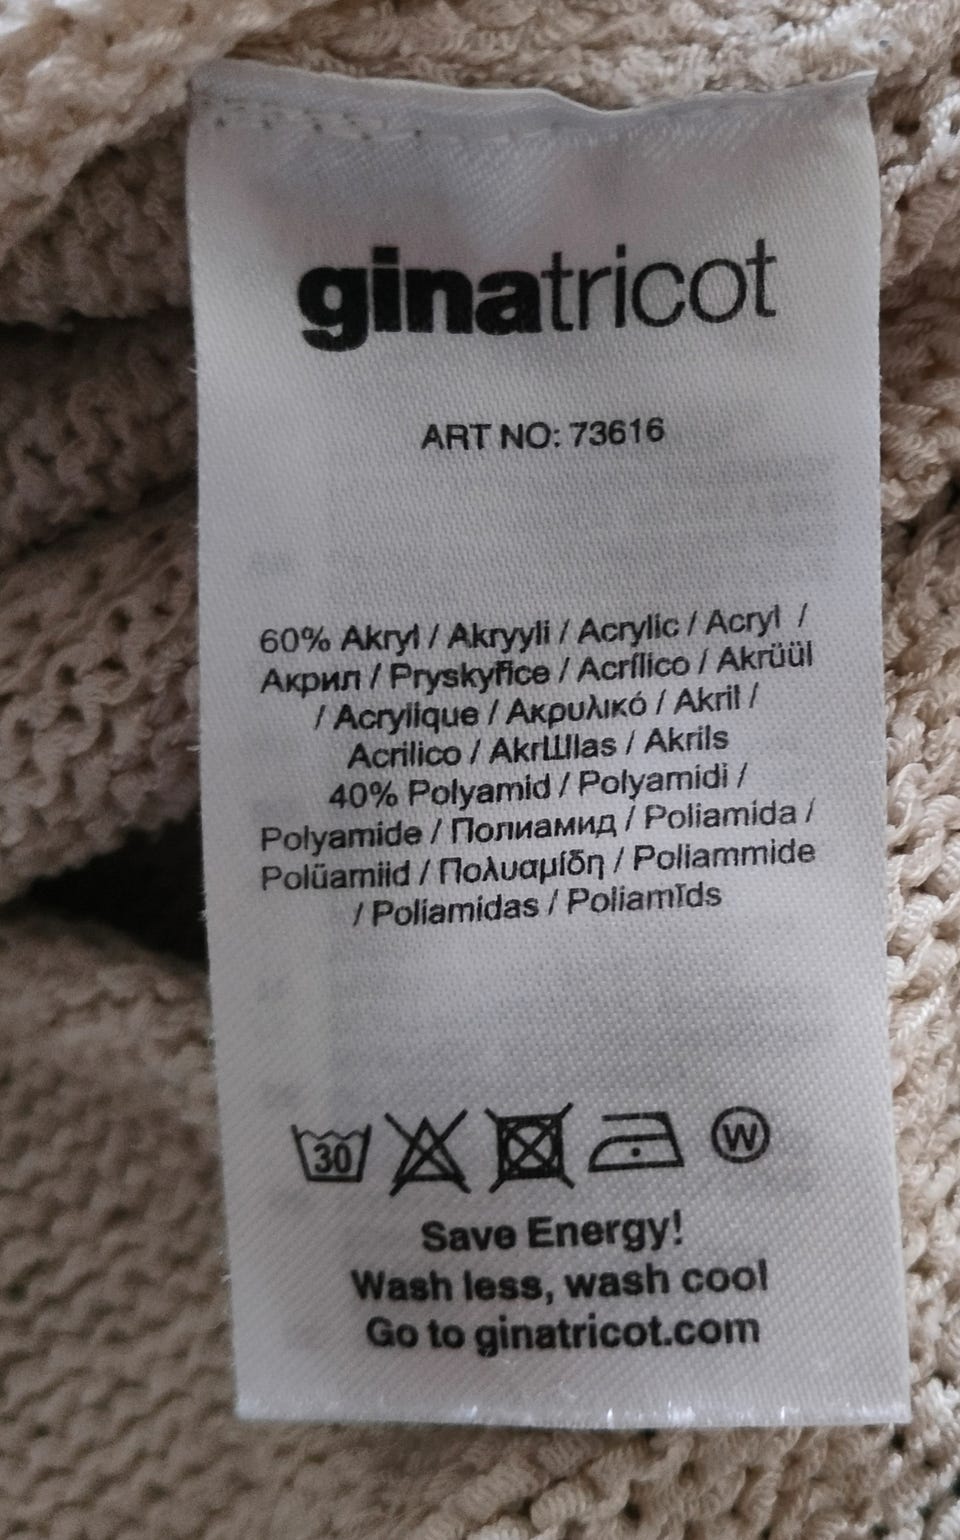 ginatricot
ART NO: 73616
60% Akryl / Akryyli / Acrylic / Acryl /
Акрил / Pryskyřice / Acrílico / Akrüül
/ Acrylique / Ακρυλικό / Akril /
Acrilico / AkrШlas / Akrils
40% Polyamid / Polyamidi /
Polyamide / Полиамид / Poliamida /
Polüamiid / Πολυαμίδη / Poliammide
/ Poliamidas / Poliamīds
30 W
Save Energy!
Wash less, wash cool
Go to ginatricot.com